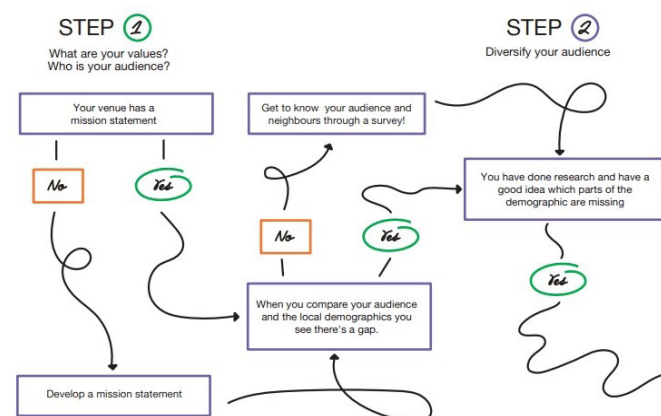 STEP 1
What are your values?
Who is your audience?
Your venue has a
mission statement
No
Yes
Develop a mission statement
Get to know your audience and
neighbours through a survey!
No
Yes
When you compare your audience
and the local demographics you
see there's a gap.
STEP 2
Diversify your audience
You have done research and have a
good idea which parts of the
demographic are missing
Yes